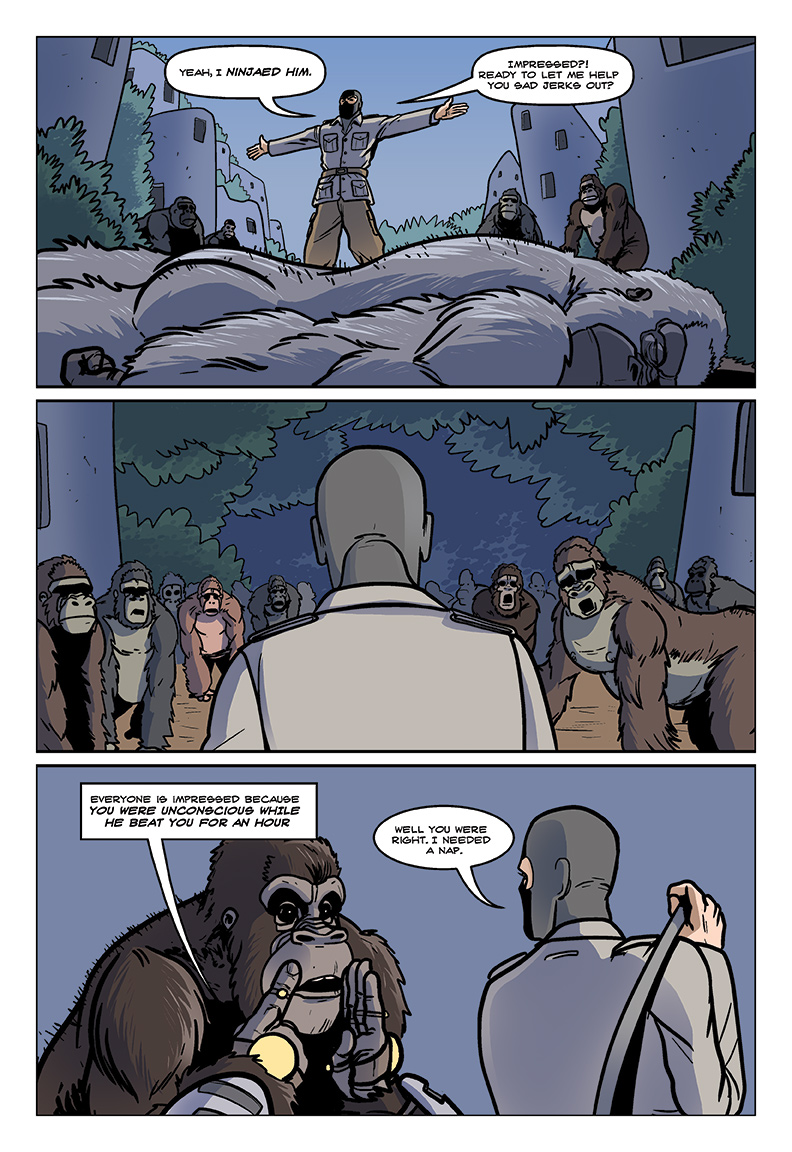 YEAH, I NINJAED HIM.
IMPRESSED?!
READY TO LET ME HELP
YOU SAD JERKS OUT?
EVERYONE IS IMPRESSED BECAUSE
YOU WERE UNCONSCIOUS WHILE
HE BEAT YOU FOR AN HOUR
WELL YOU WERE
RIGHT. I NEEDED
A NAP.